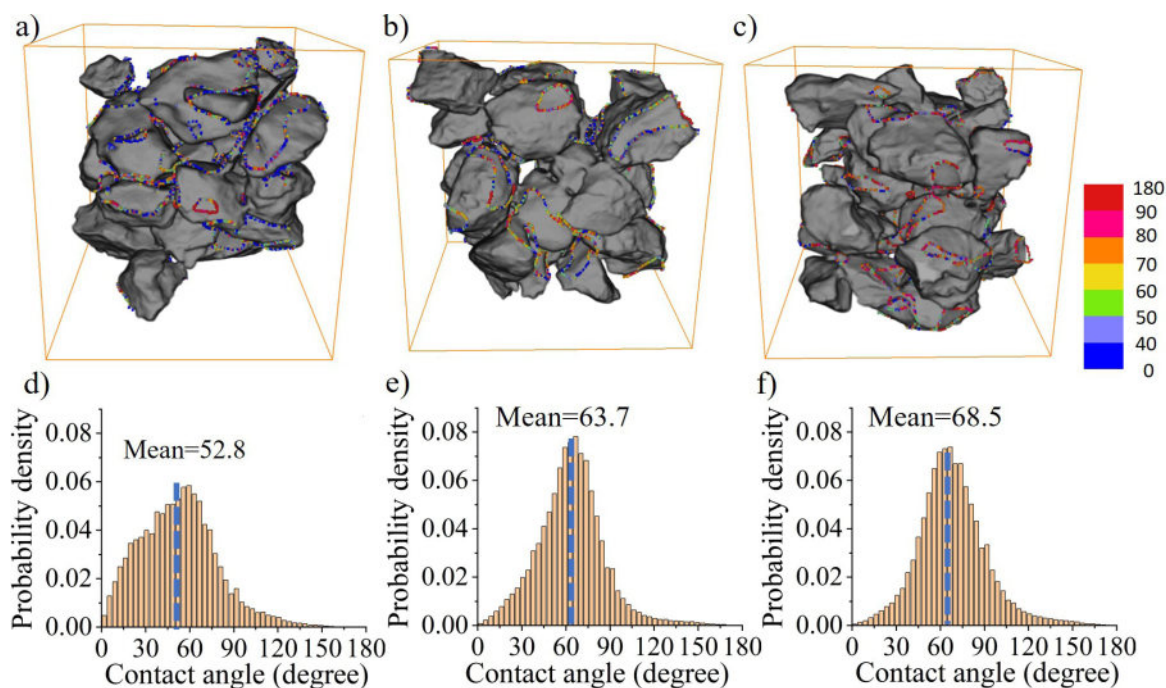 a)
b)
c)
180
90
80
70
60
50
40
0
d)
e)
f)
Mean=52.8
Mean=63.7
Mean=68.5
Probability density
0.08
0.06
0.04
0.02
0.00
0 30 60 90 120 150 180
Contact angle (degree)
Probability density
0.08
0.06
0.04
0.02
0.00
0 30 60 90 120 150 180
Contact angle (degree)
Probability density
0.08
0.06
0.04
0.02
0.00
0 30 60 90 120 150 180
Contact angle (degree)